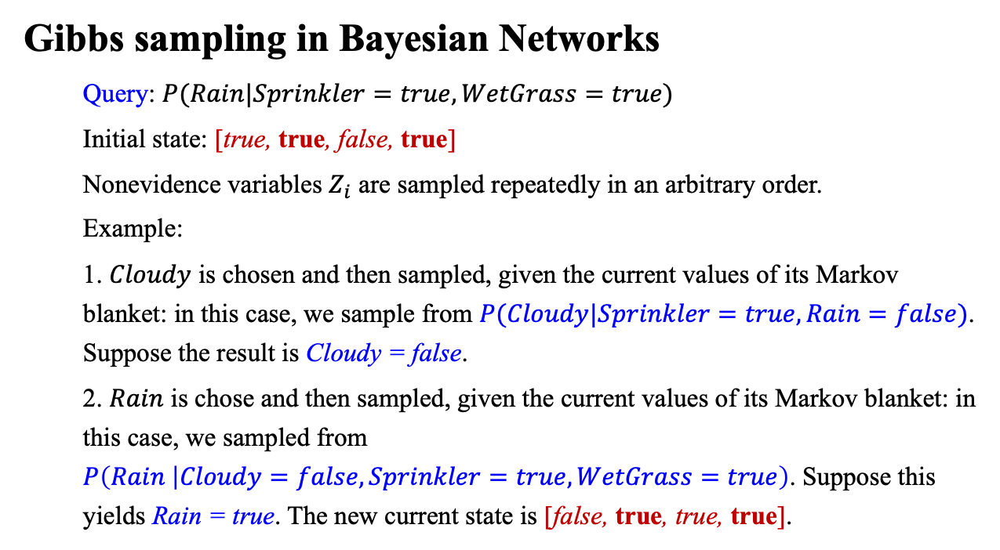 Gibbs sampling in Bayesian Networks
Query: P(Rain|Sprinkler = true, WetGrass = true)
Initial state: [true, true, false, true]
Nonevidence variables Zᵢ are sampled repeatedly in an arbitrary order.
Example:
1. Cloudy is chosen and then sampled, given the current values of its Markov
blanket: in this case, we sample from P(Cloudy|Sprinkler = true, Rain = false).
Suppose the result is Cloudy = false.
2. Rain is chose and then sampled, given the current values of its Markov blanket: in
this case, we sampled from
P(Rain |Cloudy = false, Sprinkler = true, WetGrass = true). Suppose this
yields Rain = true. The new current state is [false, true, true, true].